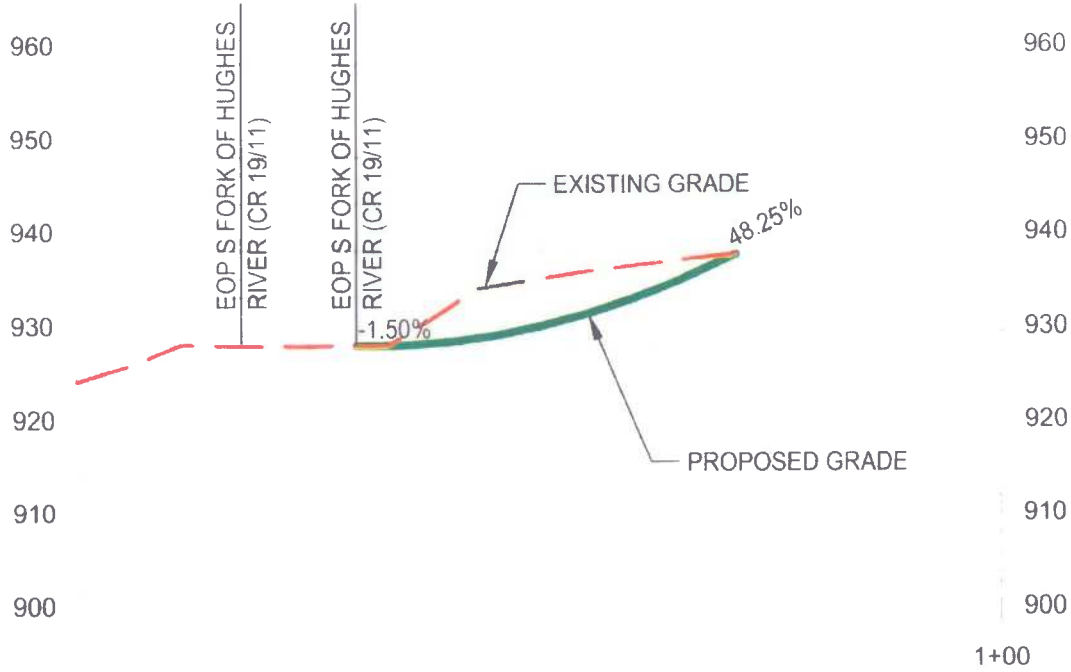 960
950
940
930
920
910
900
EOP S FORK OF HUGHES
RIVER (CR 19/11)
EOP S FORK OF HUGHES
RIVER (CR 19/11)
EXISTING GRADE
48.25%
-1.50%
PROPOSED GRADE
960
950
940
930
920
910
900
1+00